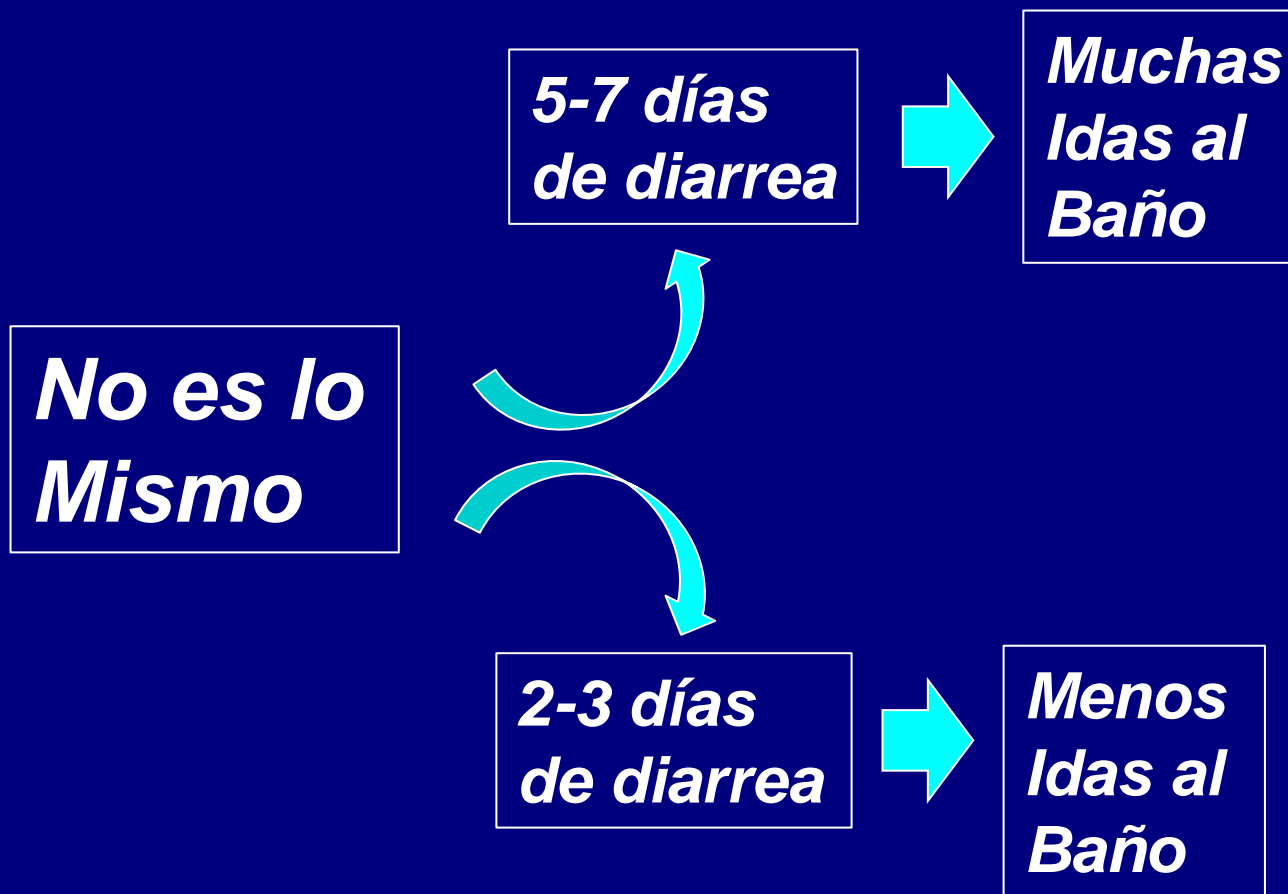 No es lo
Mismo
5-7 días
de diarrea
Muchas
Idas al
Baño
2-3 días
de diarrea
Menos
Idas al
Baño